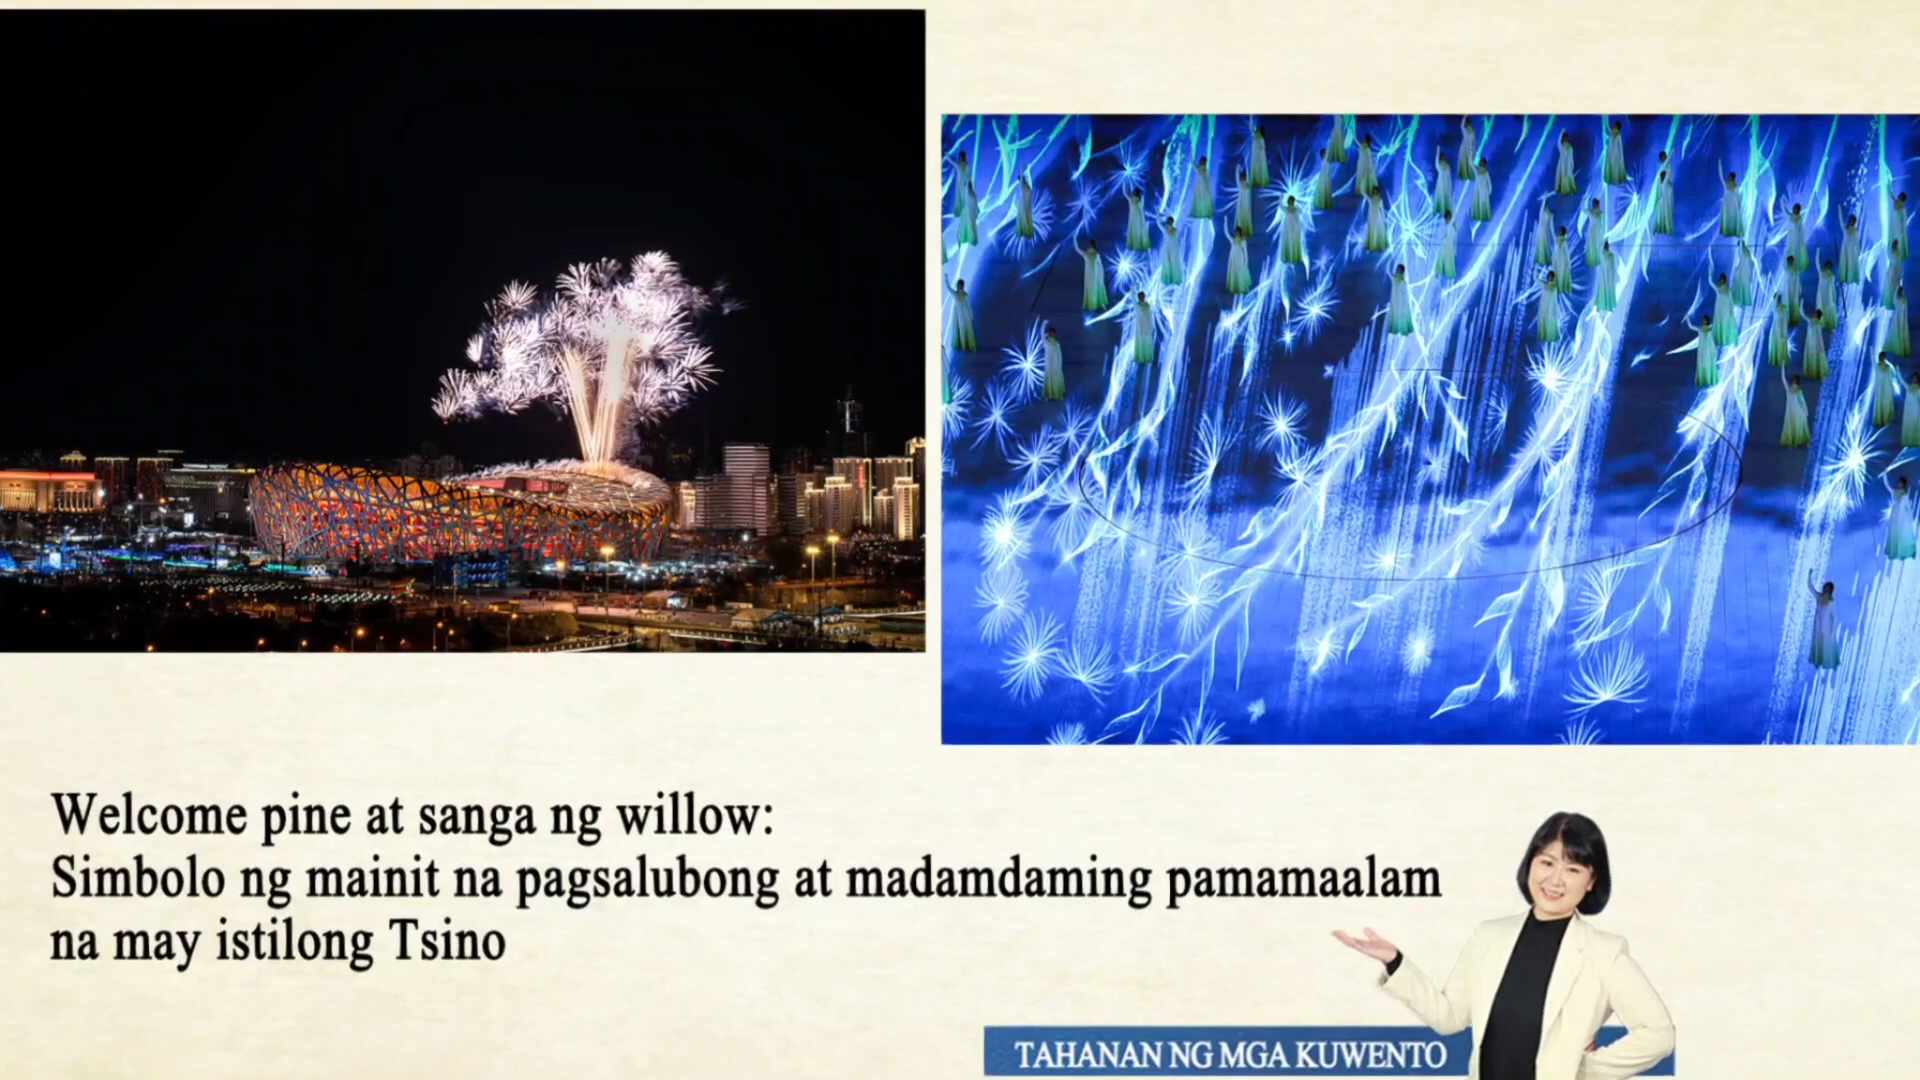 Welcome pine at sanga ng willow:
Simbolo ng mainit na pagsalubong at madamdaming pamamaalam
na may istilong Tsino
TAHANAN NG MGA KUWENTO